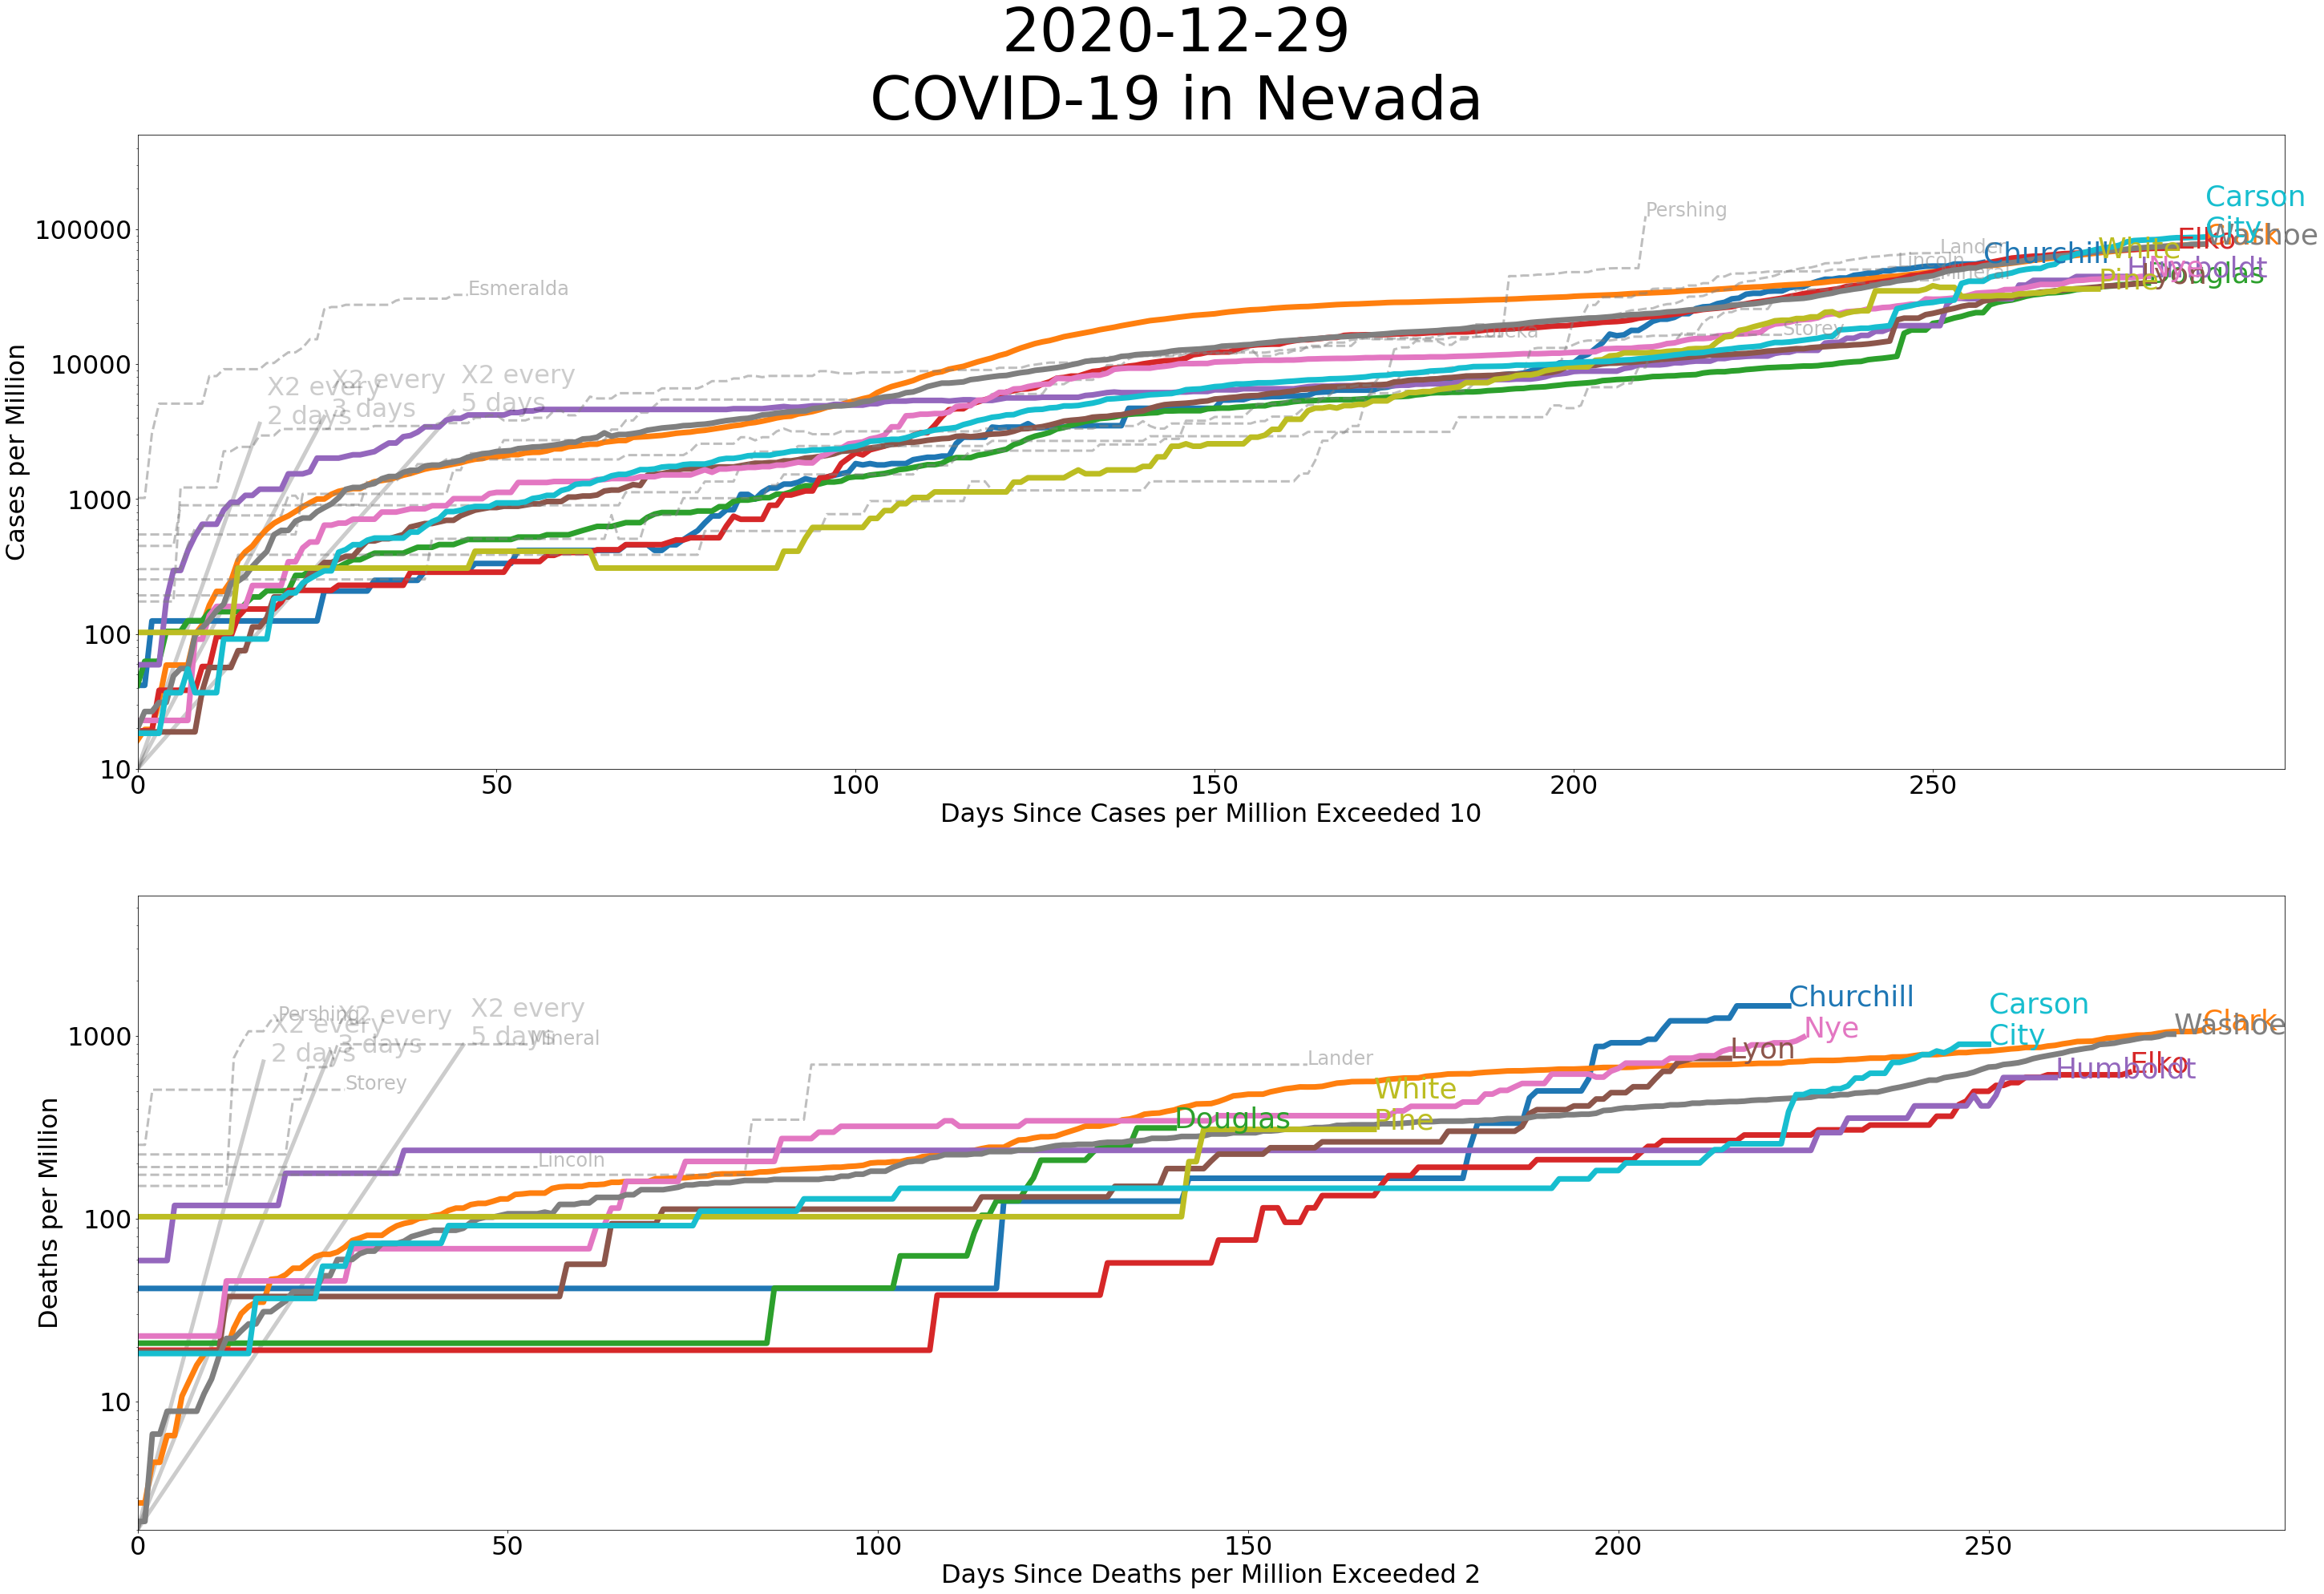 2020-12-29
COVID-19 in Nevada
Cases per Million
100000
10000
1000
100
10
0
50
100
150
200
250
Days Since Cases per Million Exceeded 10
X2 every
2 days
X2 every
3 days
X2 every
5 days
Esmeralda
Pershing
Lander
Lincoln
Mineral
Eureka
Storey
Churchill
White
Pine
Elko
Carson
City
Clark
Washoe
Humboldt
Nye
Lyon
Douglas
Deaths per Million
1000
100
10
0
50
100
150
200
250
Days Since Deaths per Million Exceeded 2
Pershing
X2 every
2 days
X2 every
3 days
X2 every
5 days
Mineral
Storey
Lincoln
Lander
Douglas
White
Pine
Churchill
Nye
Lyon
Carson
City
Clark
Washoe
Elko
Humboldt